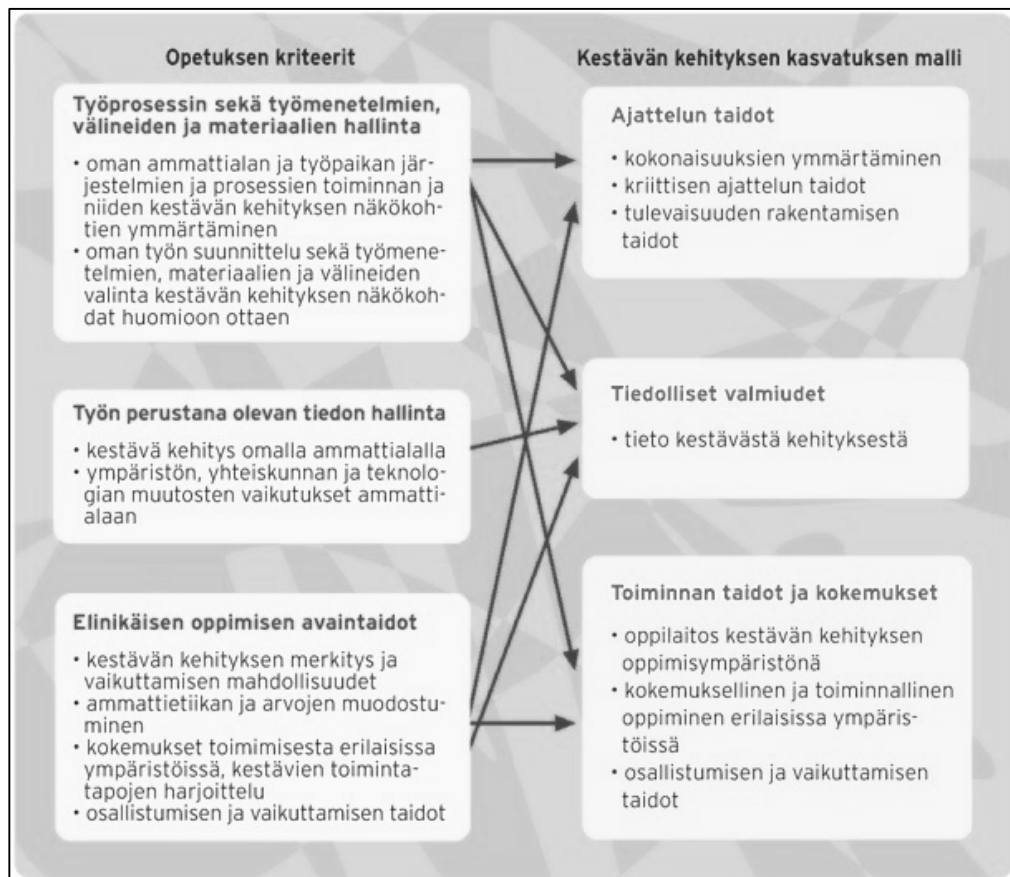 Opetuksen kriteerit
Työprosessin sekä työmenetelmien,
välineiden ja materiaalien hallinta
• oman ammattialan ja työpaikan jär-
jestelmien ja prosessien toiminnan ja
niiden kestävän kehityksen näkökoh-
tien ymmärtäminen
• oman työn suunnittelu sekä työmene-
telmien, materiaalien ja välineiden
valinta kestävän kehityksen näkökoh-
dat huomioon ottaen
Työn perustana olevan tiedon hallinta
• kestävä kehitys omalla ammattialalla
• ympäristön, yhteiskunnan ja teknolo-
gian muutosten vaikutukset ammatti-
alaan
Elinikäisen oppimisen avaintaidot
• kestävän kehityksen merkitys ja
vaikuttamisen mahdollisuudet
• ammattietiikan ja arvojen muodostu-
minen
• kokemukset toimimisesta erilaisissa
ympäristöissä, kestävien toiminta-
tapojen harjoittelu
• osallistumisen ja vaikuttamisen taidot
Kestävän kehityksen kasvatuksen malli
Ajattelun taidot
• kokonaisuuksien ymmärtäminen
• kriittisen ajattelun taidot
• tulevaisuuden rakentamisen
taidot
Tiedolliset valmiudet
• tieto kestävästä kehityksestä
Toiminnan taidot ja kokemukset
• oppilaitos kestävän kehityksen
oppimisympäristönä
• kokemuksellinen ja toiminnallinen
oppiminen erilaisissa ympäris-
töissä
• osallistumisen ja vaikuttamisen
taidot